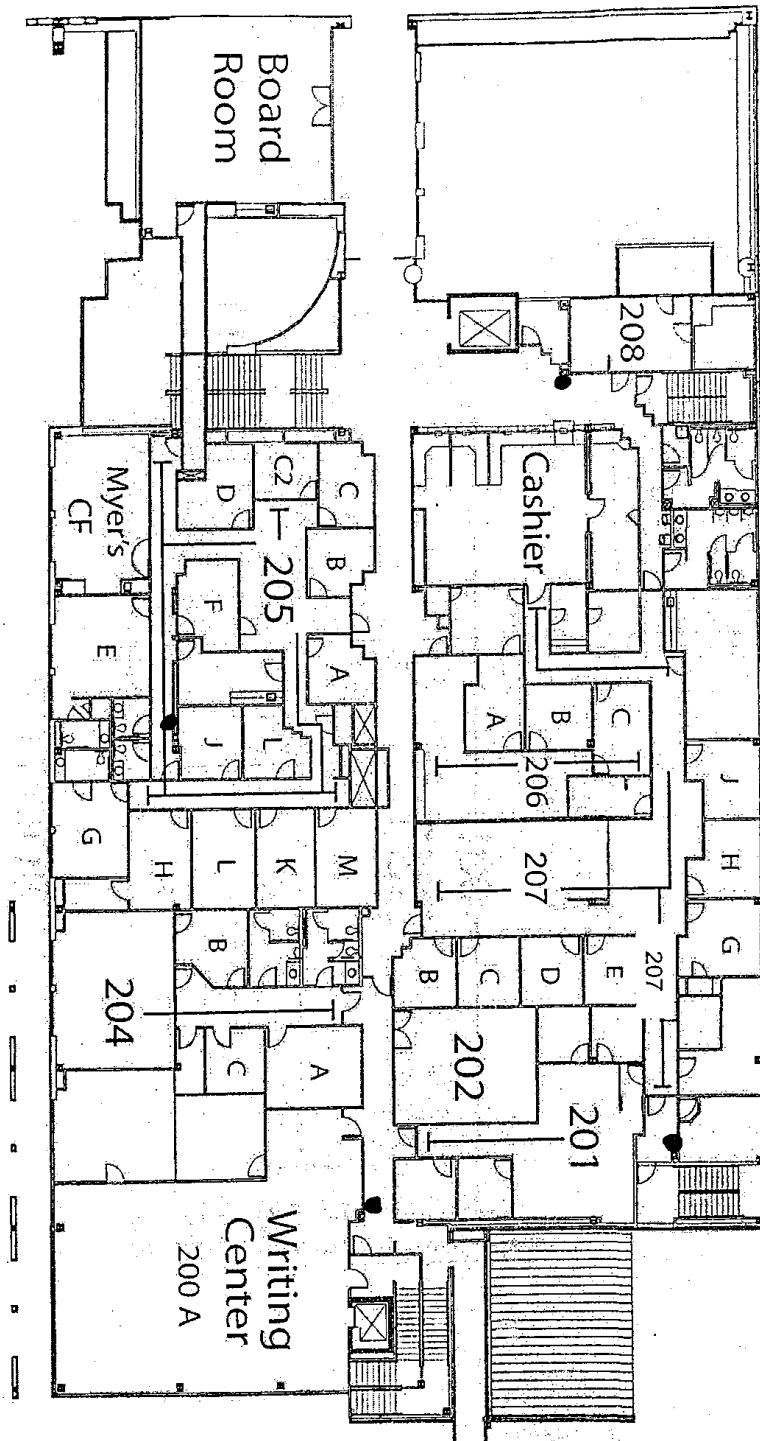 J
H
G
207
208
C
E
201
Cashier
B
206
207
D
A
C
202
B
C
B
A
M
A
Board
Room
C2
205
L
K
Writing
Center
200 A
D
F
J
L
B
C
Myer's
CF
E
H
G
204